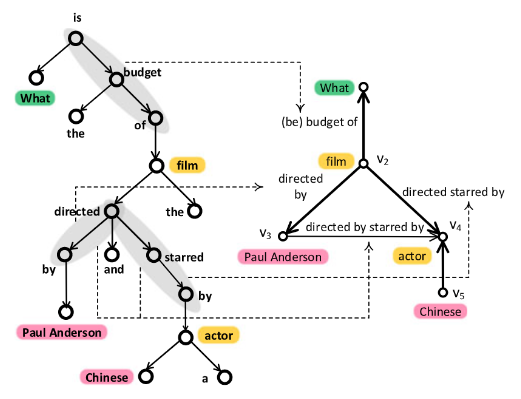 is
budget
What
the
of
film
directed
the
by
and
starred
by
Paul Anderson
actor
Chinese
a
What
(be) budget of
film
v2
directed
by
directed starred by
v3
directed by starred by
v4
Paul Anderson
actor
v5
Chinese